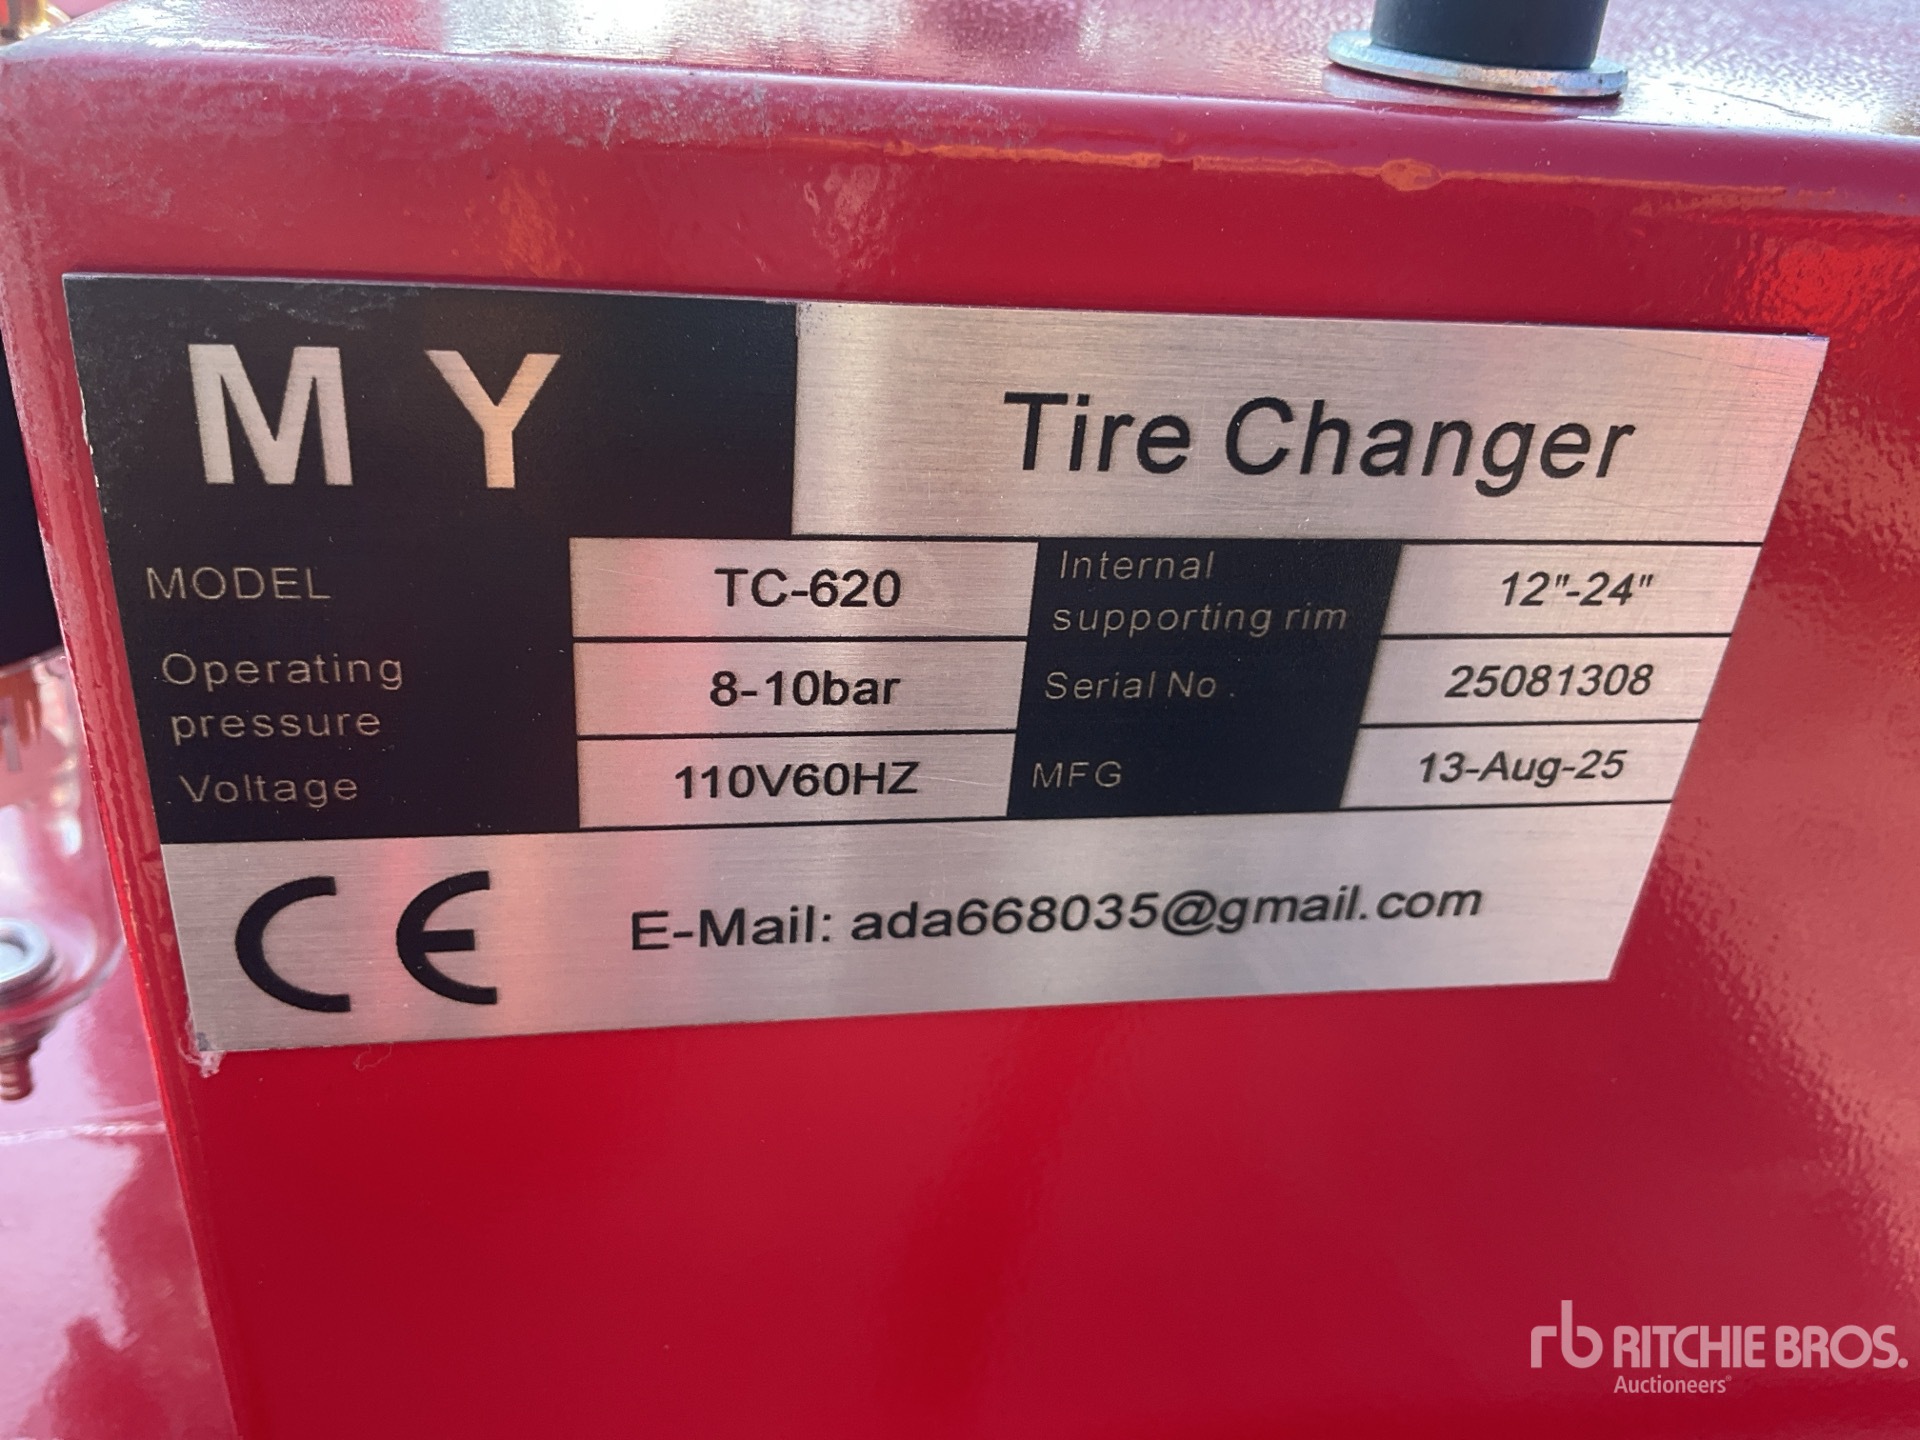 M Y Tire Changer
MODEL TC-620 Internal supporting rim 12"-24"
Operating pressure 8-10bar Serial No. 25081308
Voltage 110V60HZ MFG 13-Aug-25
CE E-Mail: ada668035@gmail.com
rb RITCHIE BROS.
Auctioneers®